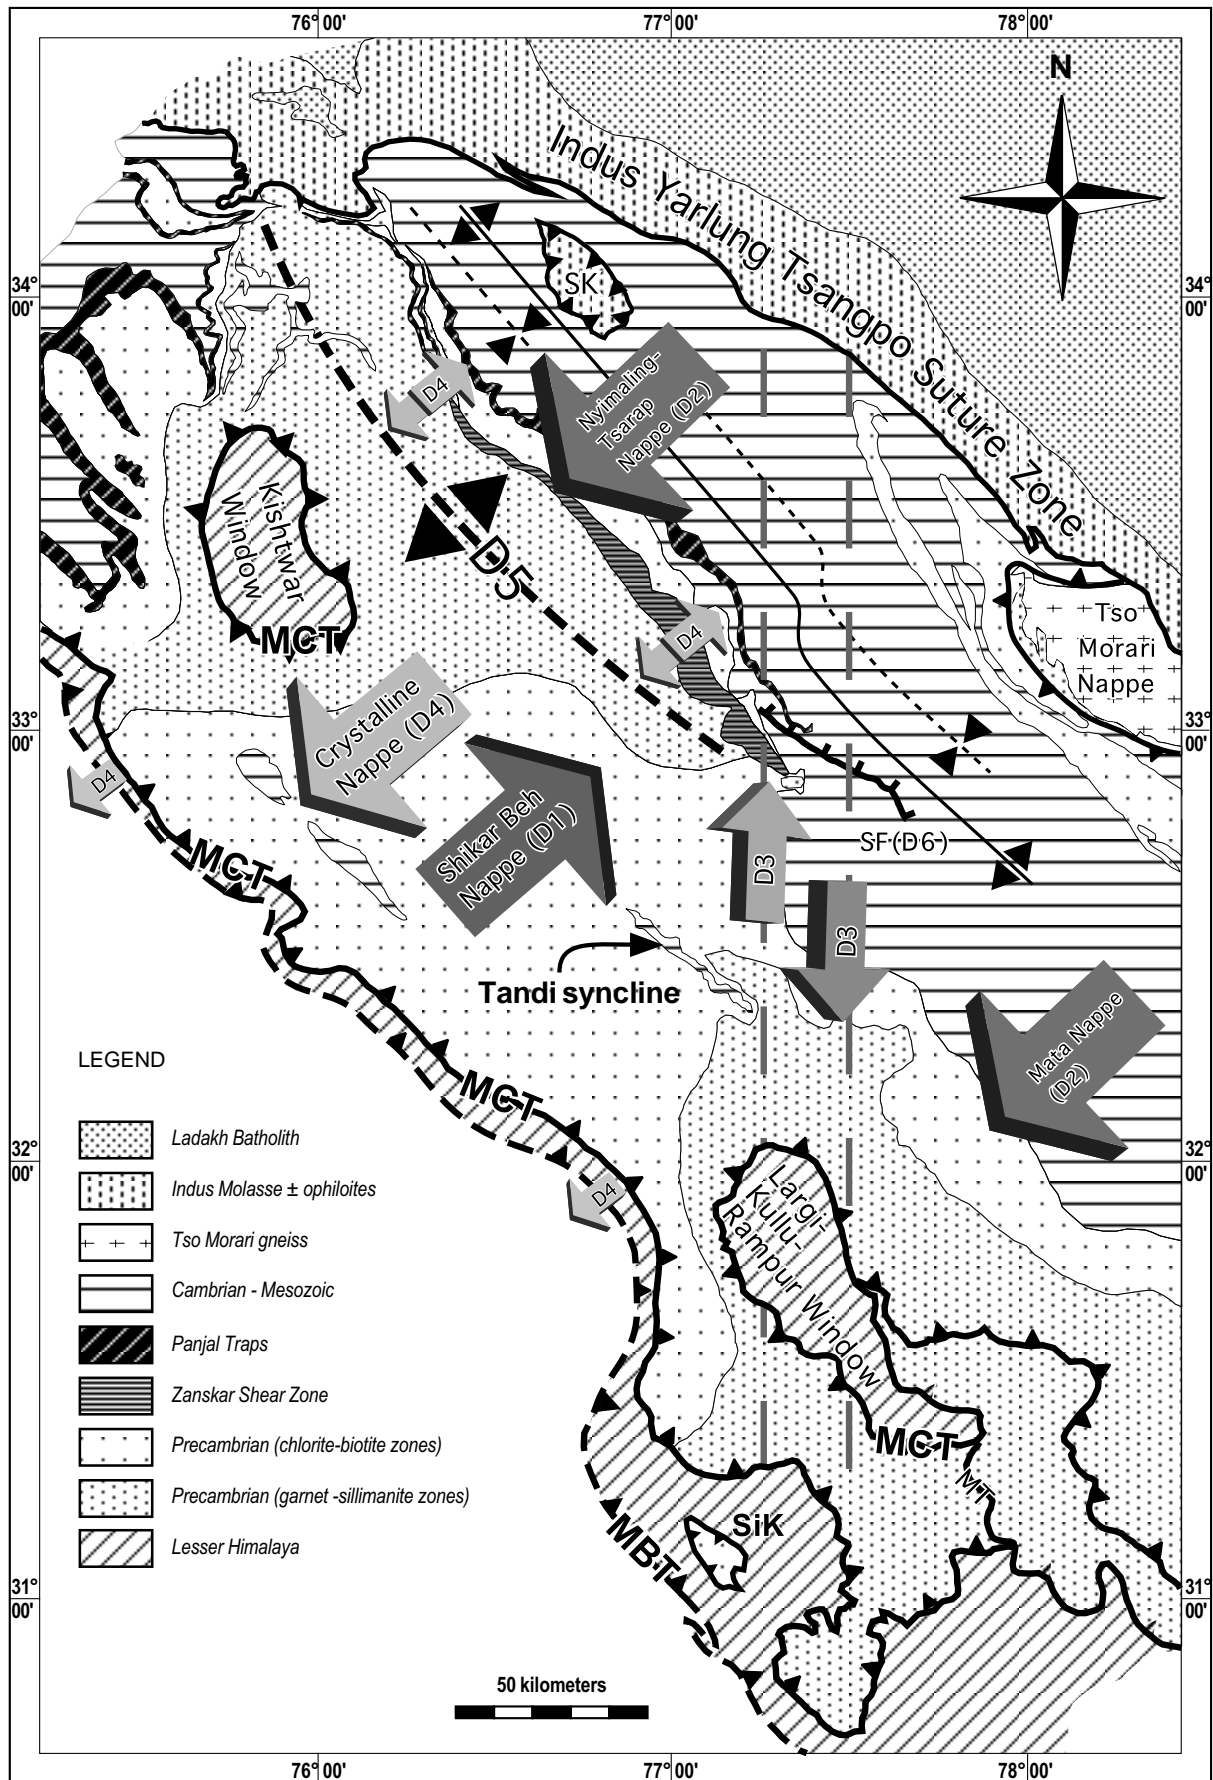 76°00'
77°00'
78°00'
N
Indus Yarlung Tsangpo Suture Zone
SK
34°
00'
34°
00'
D4
Nyimaling-
Tsarap
Nappe (D2)
Kishtwar
Window
D5
MCT
D4
Tso
Morari
Nappe
33°
00'
33°
00'
Crystalline
Nappe (D4)
D4
Shikar Beh
Nappe (D1)
SF(D6)
D3
D3
MCT
Tandi syncline
Mata Nappe
(D2)
MCT
LEGEND
Ladakh Batholith
Indus Molasse ± ophiloites
Tso Morari gneiss
Cambrian - Mesozoic
Panjal Traps
Zanskar Shear Zone
Precambrian (chlorite-biotite zones)
Precambrian (garnet -sillimanite zones)
Lesser Himalaya
32°
00'
32°
00'
D4
Largi-
Kullu-
Rampur Window
MCT
MT
SiK
MBT
31°
00'
31°
00'
50 kilometers
76°00'
77°00'
78°00'